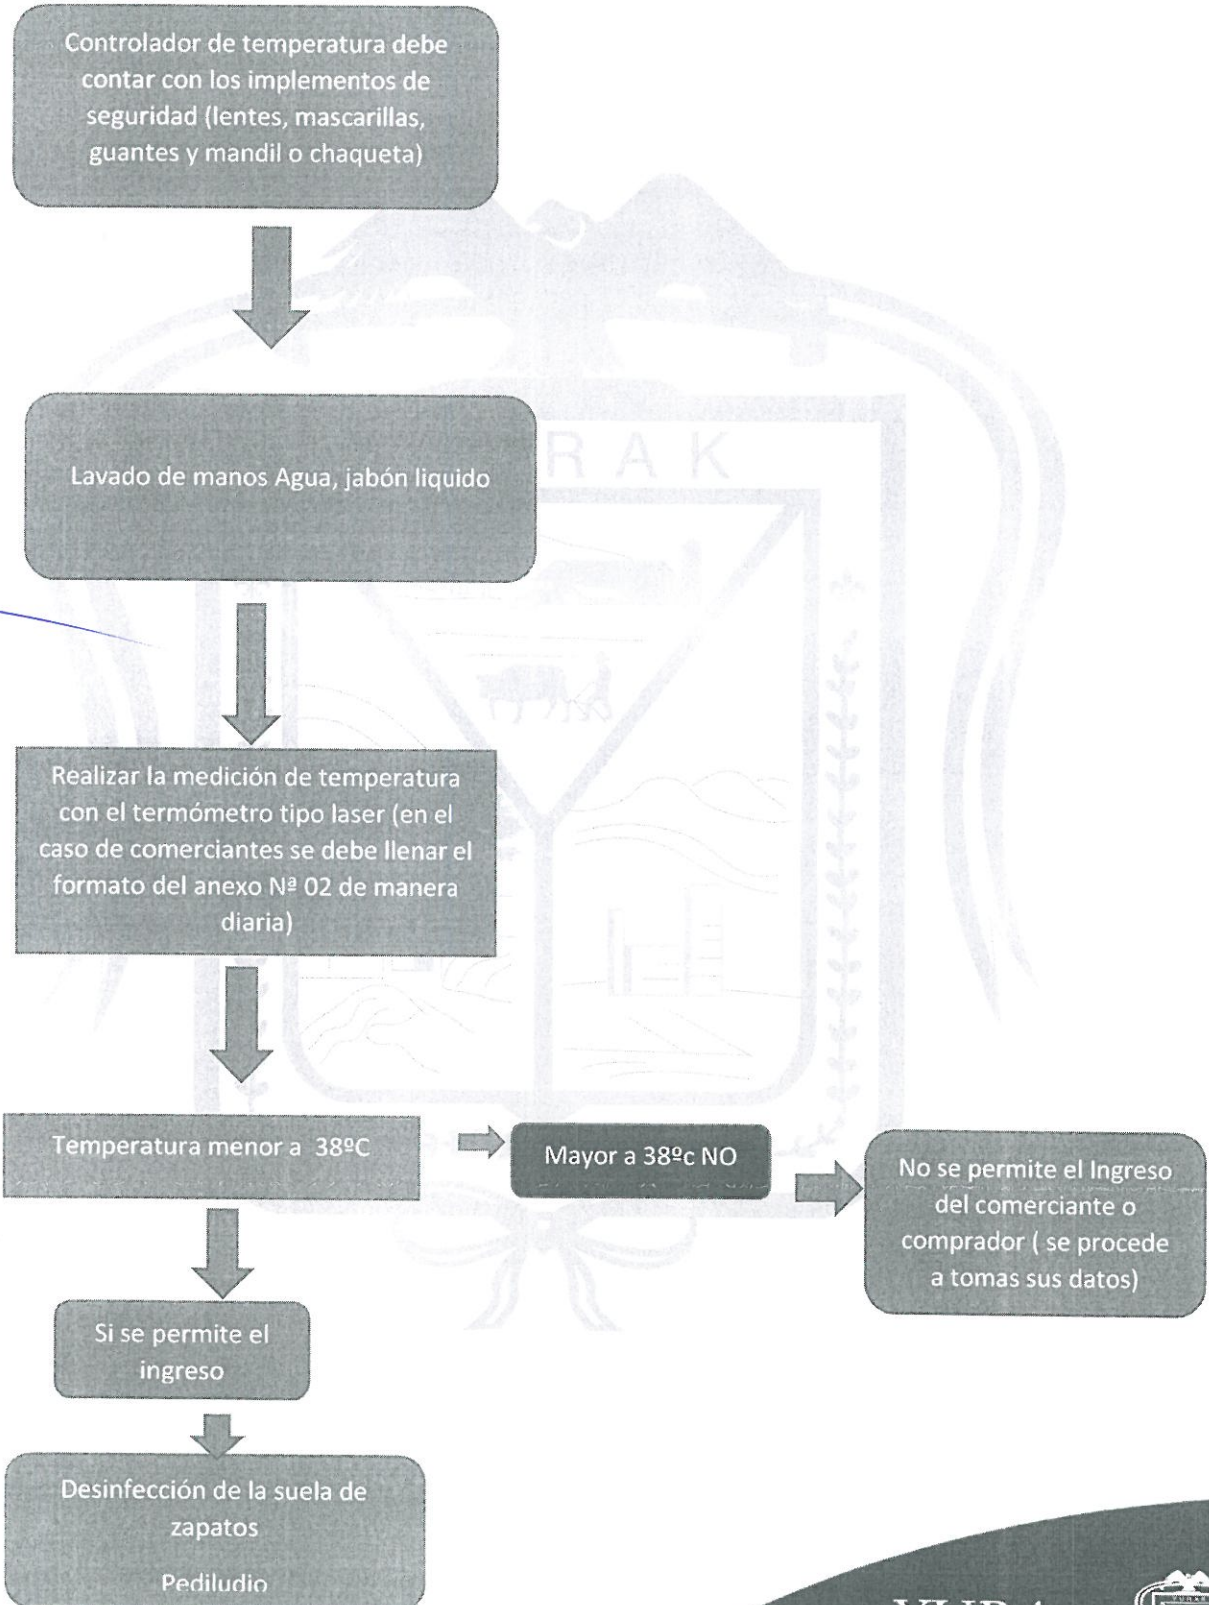 Controlador de temperatura debe
contar con los implementos de
seguridad (lentes, mascarillas,
guantes y mandil o chaqueta)
Lavado de manos Agua, jabón liquido
Realizar la medición de temperatura
con el termómetro tipo laser (en el
caso de comerciantes se debe llenar el
formato del anexo Nª 02 de manera
diaria)
Temperatura menor a 38ºC
Mayor a 38ºc NO
No se permite el Ingreso
del comerciante o
comprador ( se procede
a tomas sus datos)
Si se permite el
ingreso
Desinfección de la suela de
zapatos
Pediludio